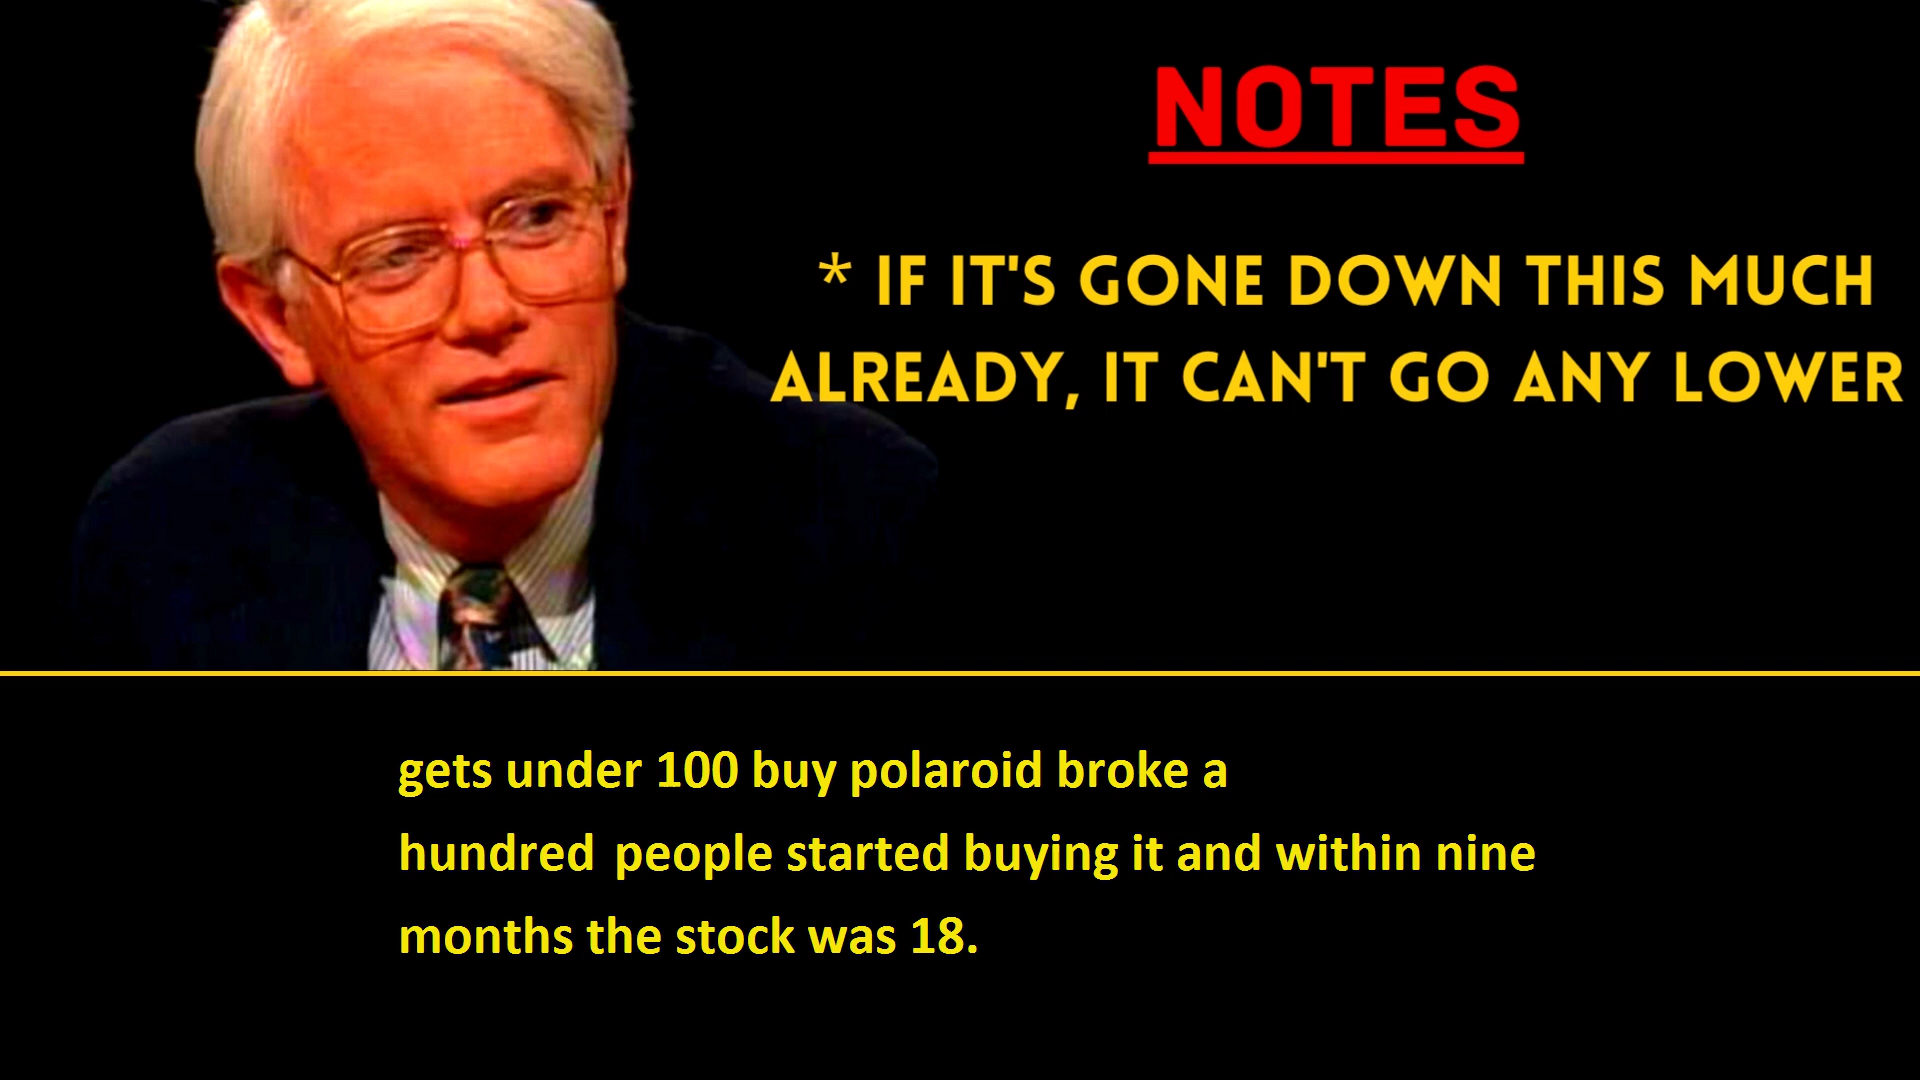 NOTES
* IF IT'S GONE DOWN THIS MUCH
ALREADY, IT CAN'T GO ANY LOWER
gets under 100 buy polaroid broke a
hundred people started buying it and within nine
months the stock was 18.